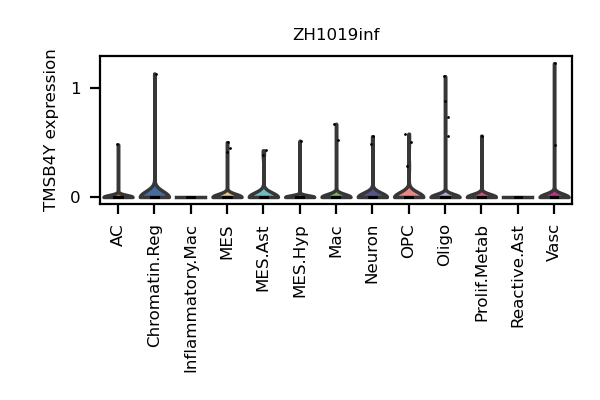 ZH1019inf
TMSB4Y expression
1
0
AC
Chromatin.Reg
Inflammatory.Mac
MES
MES.Ast
MES.Hyp
Mac
Neuron
OPC
Oligo
Prolif.Metab
Reactive.Ast
Vasc